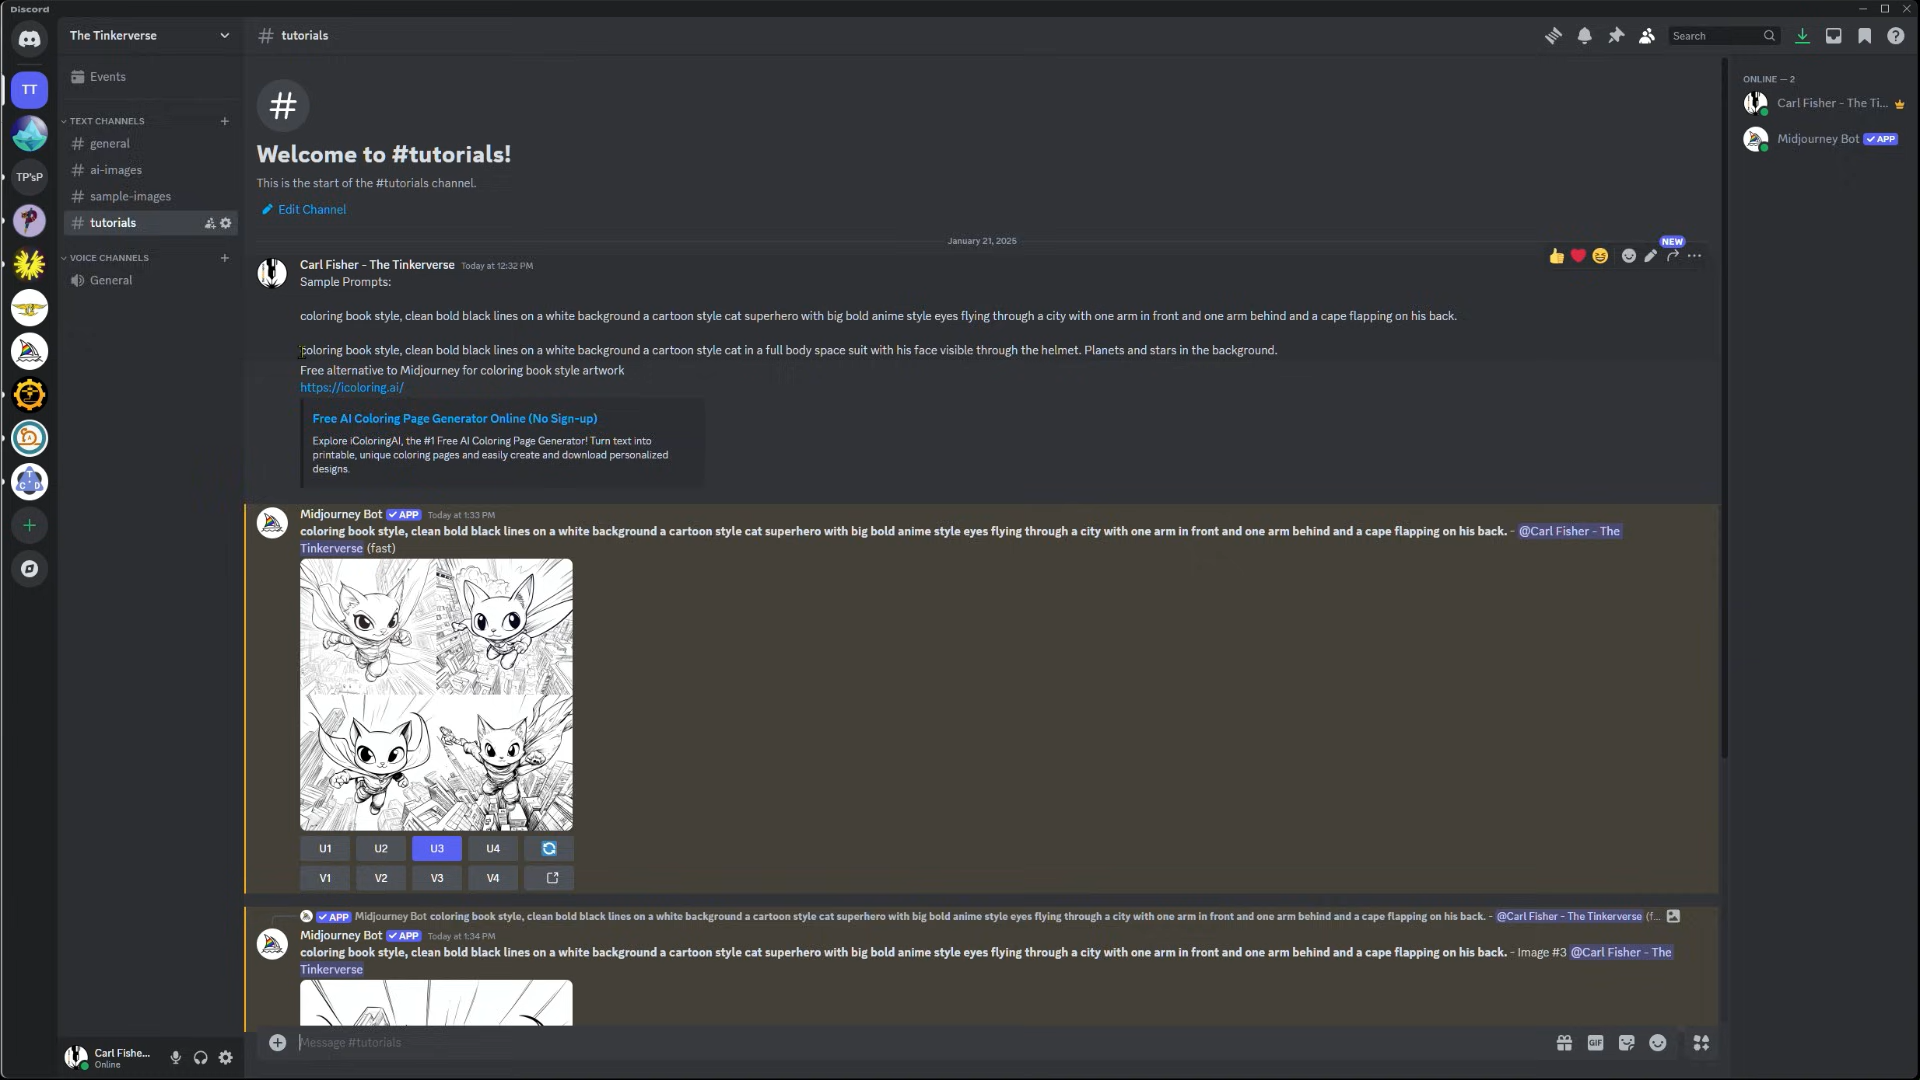 Discord
The Tinkerverse
# tutorials
Search
TT
TP'sP
Events
TEXT CHANNELS
general
ai-images
sample-images
tutorials
VOICE CHANNELS
General
Welcome to #tutorials!
This is the start of the #tutorials channel.
Edit Channel
January 21, 2025
NEW
Carl Fisher - The Tinkerverse Today at 12:32 PM
Sample Prompts:
coloring book style, clean bold black lines on a white background a cartoon style cat superhero with big bold anime style eyes flying through a city with one arm in front and one arm behind and a cape flapping on his back.
coloring book style, clean bold black lines on a white background a cartoon style cat in a full body space suit with his face visible through the helmet. Planets and stars in the background.
Free alternative to Midjourney for coloring book style artwork
https://icoloring.ai/
Free AI Coloring Page Generator Online (No Sign-up)
Explore iColoringAI, the #1 Free AI Coloring Page Generator! Turn text into
printable, unique coloring pages and easily create and download personalized
designs.
Midjourney Bot APP Today at 1:33 PM
coloring book style, clean bold black lines on a white background a cartoon style cat superhero with big bold anime style eyes flying through a city with one arm in front and one arm behind and a cape flapping on his back. - @Carl Fisher - The
Tinkerverse (fast)
U1 U2 U3 U4
V1 V2 V3 V4
APP Midjourney Bot coloring book style, clean bold black lines on a white background a cartoon style cat superhero with big bold anime style eyes flying through a city with one arm in front and one arm behind and a cape flapping on his back. - @Carl Fisher - The Tinkerverse (f...
Midjourney Bot APP Today at 1:34 PM
coloring book style, clean bold black lines on a white background a cartoon style cat superhero with big bold anime style eyes flying through a city with one arm in front and one arm behind and a cape flapping on his back. - Image #3 @Carl Fisher - The
Tinkerverse
Message #tutorials
GIF
Carl Fishe...
Online
ONLINE — 2
Carl Fisher - The Ti...
Midjourney Bot APP